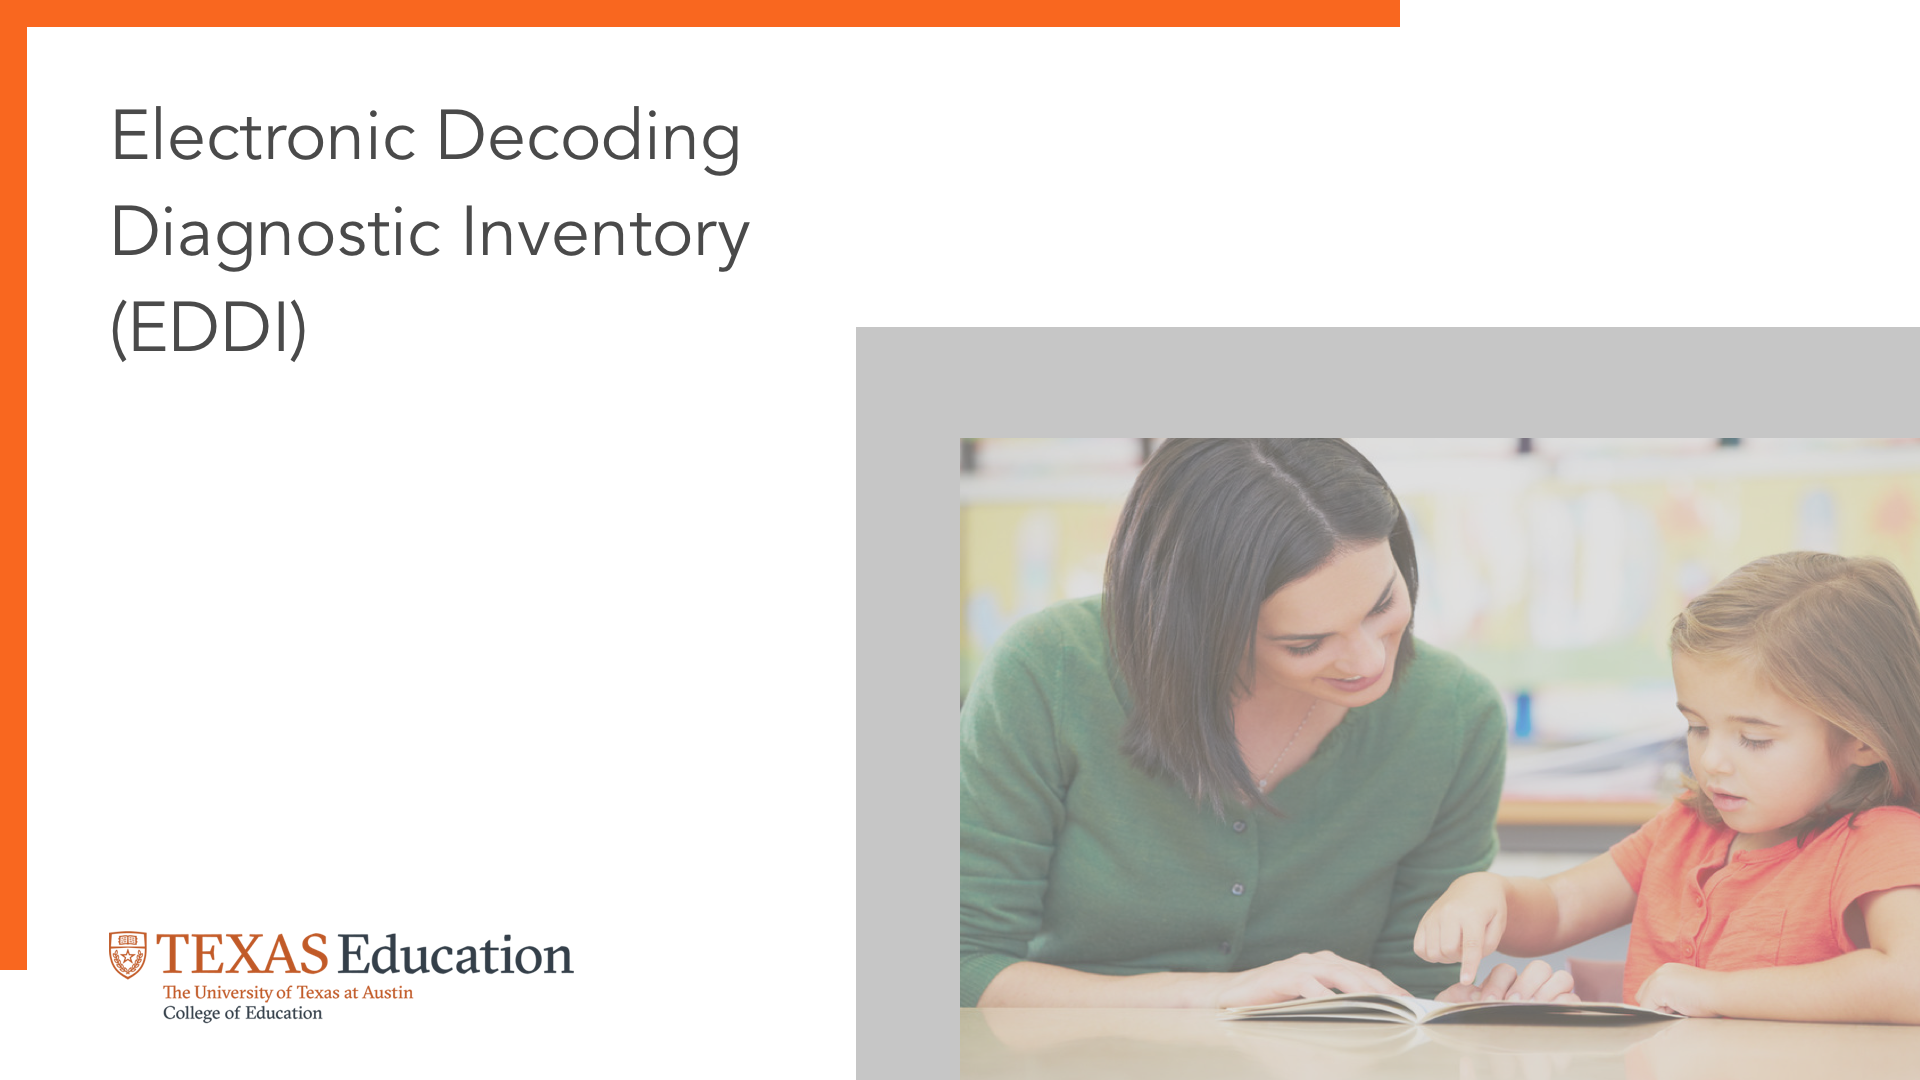 Electronic Decoding
Diagnostic Inventory
(EDDI)
TEXAS Education
The University of Texas at Austin
College of Education